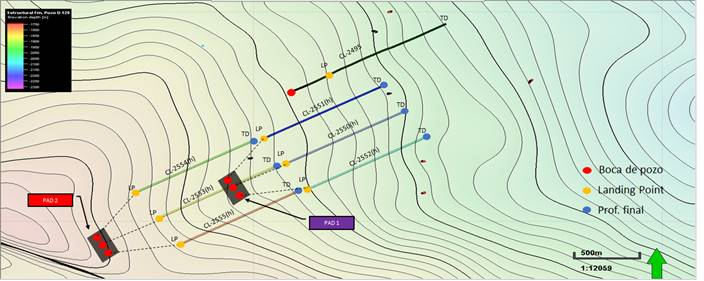 Estructural Fm. Pozo D-129
Elevation depth [m]
TD
CL-2495
LP
TD
CL-2551(h)
TD
LP
CL-2550(h)
TD
LP
CL-2554(h)
TD
CL-2552(h)
LP
TD
LP
CL-2553(h)
LP
CL-2555(h)
LP
PAD 2
PAD 1
Boca de pozo
Landing Point
Prof. final
500m
1:12059